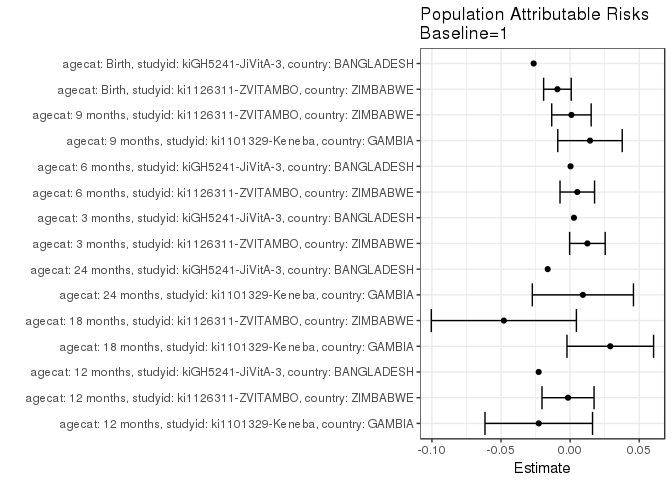 Population Attributable Risks
Baseline=1
agecat: Birth, studyid: kiGH5241-JiVitA-3, country: BANGLADESH
agecat: Birth, studyid: ki1126311-ZVITAMBO, country: ZIMBABWE
agecat: 9 months, studyid: ki1126311-ZVITAMBO, country: ZIMBABWE
agecat: 9 months, studyid: ki1101329-Keneba, country: GAMBIA
agecat: 6 months, studyid: kiGH5241-JiVitA-3, country: BANGLADESH
agecat: 6 months, studyid: ki1126311-ZVITAMBO, country: ZIMBABWE
agecat: 3 months, studyid: kiGH5241-JiVitA-3, country: BANGLADESH
agecat: 3 months, studyid: ki1126311-ZVITAMBO, country: ZIMBABWE
agecat: 24 months, studyid: kiGH5241-JiVitA-3, country: BANGLADESH
agecat: 24 months, studyid: ki1101329-Keneba, country: GAMBIA
agecat: 18 months, studyid: ki1126311-ZVITAMBO, country: ZIMBABWE
agecat: 18 months, studyid: ki1101329-Keneba, country: GAMBIA
agecat: 12 months, studyid: kiGH5241-JiVitA-3, country: BANGLADESH
agecat: 12 months, studyid: ki1126311-ZVITAMBO, country: ZIMBABWE
agecat: 12 months, studyid: ki1101329-Keneba, country: GAMBIA
-0.10 -0.05 0.00 0.05
Estimate